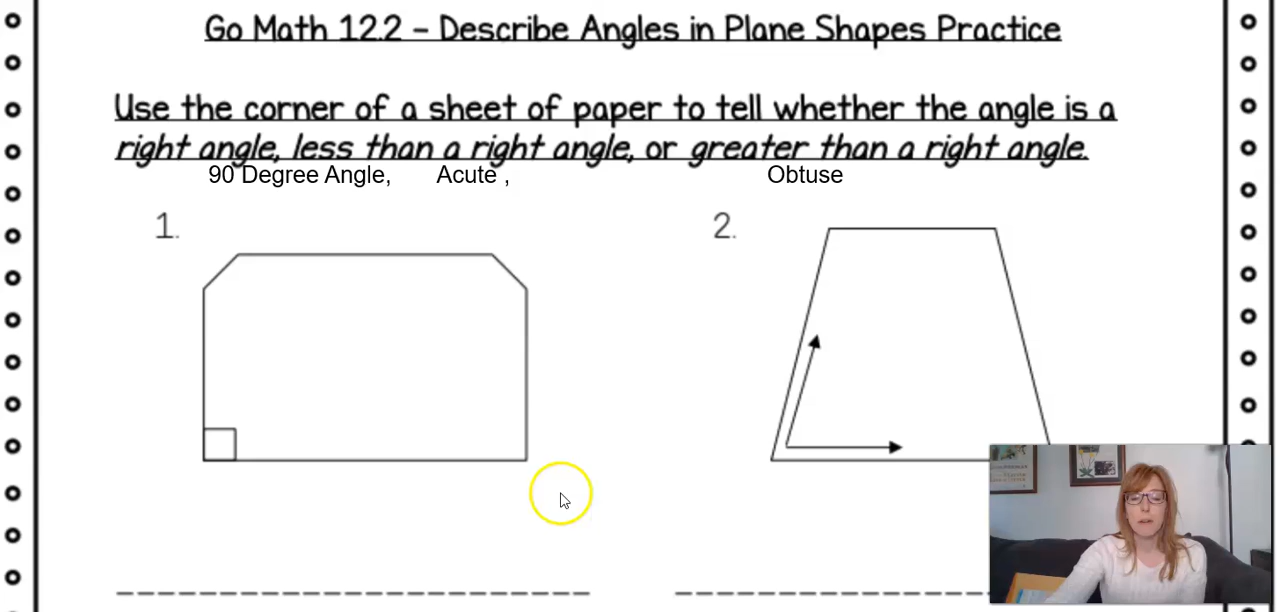 Go Math 12.2 – Describe Angles in Plane Shapes Practice
Use the corner of a sheet of paper to tell whether the angle is a
right angle, less than a right angle, or greater than a right angle.
90 Degree Angle, Acute , Obtuse
1.
2.